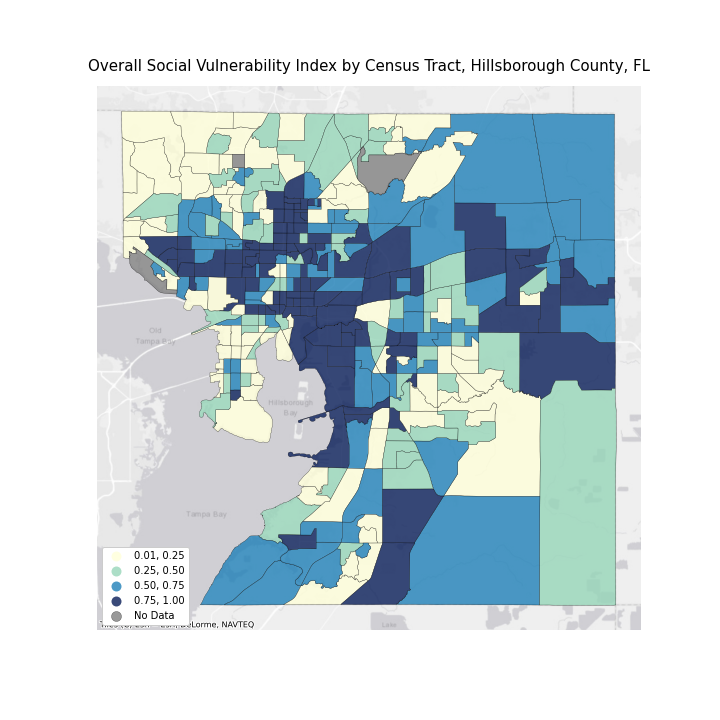 Overall Social Vulnerability Index by Census Tract, Hillsborough County, FL
Old
Tampa Bay
Hillsborough
Bay
Tampa Bay
0.01, 0.25
0.25, 0.50
0.50, 0.75
0.75, 1.00
No Data
DeLorme, NAVTEQ
Lake